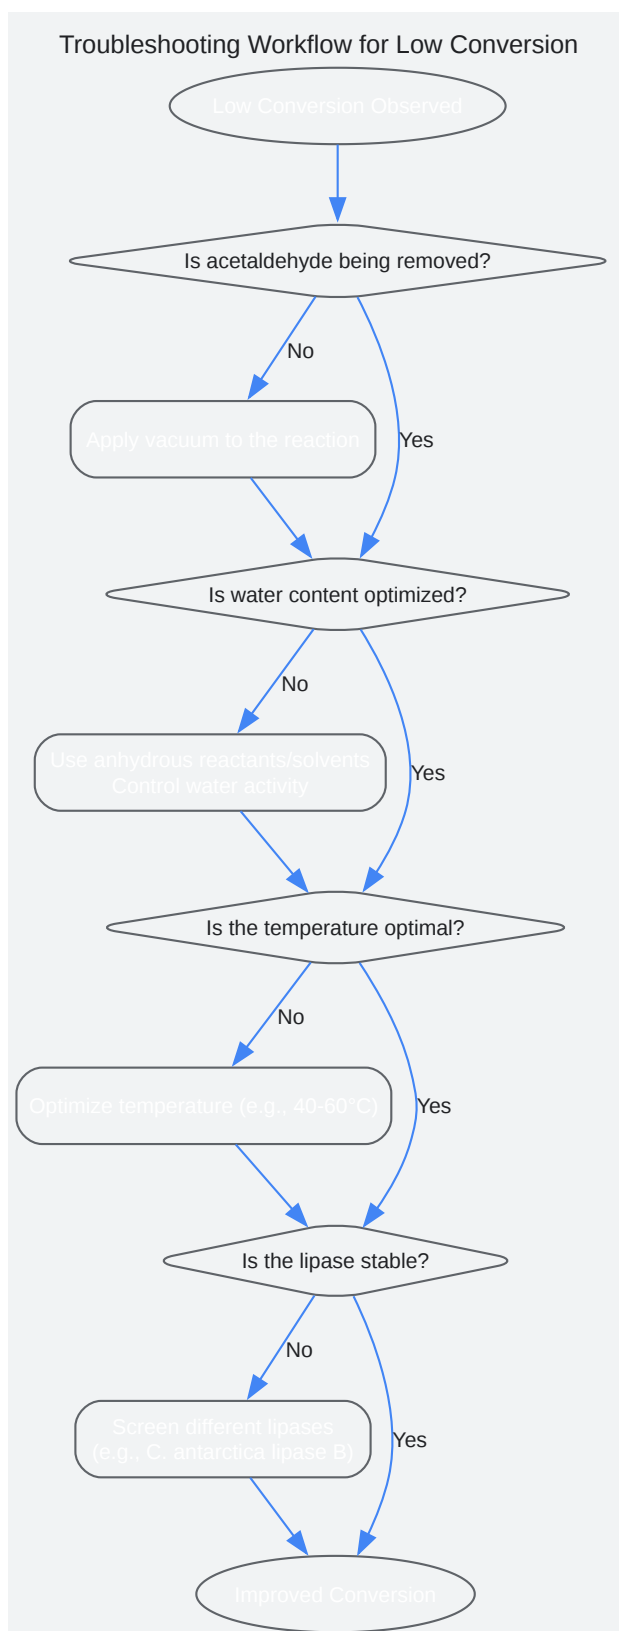 Troubleshooting Workflow for Low Conversion
Low Conversion Observed
Is acetaldehyde being removed?
No
Apply vacuum to the reaction
Yes
Is water content optimized?
No
Use anhydrous reactants/solvents
Control water activity
Yes
Is the temperature optimal?
No
Optimize temperature (e.g., 40-60°C)
Yes
Is the lipase stable?
No
Screen different lipases
(e.g., C. antarctica lipase B)
Yes
Improved Conversion